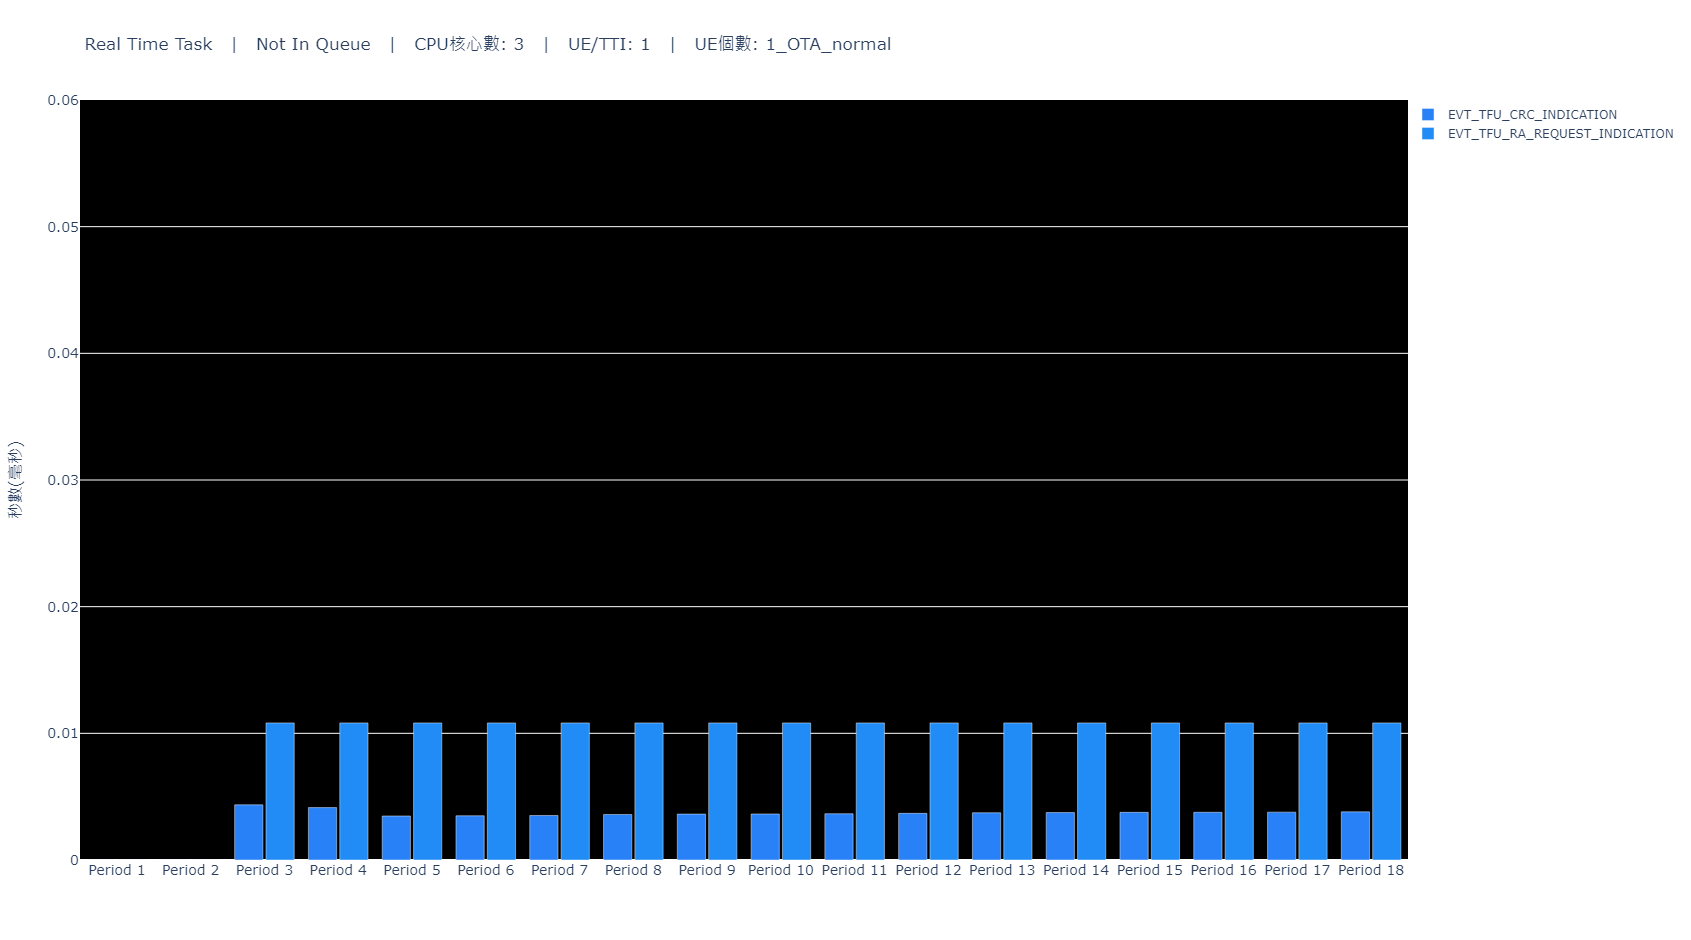 Real Time Task | Not In Queue | CPU核心數: 3 | UE/TTI: 1 | UE個數: 1_OTA_normal
0.06
0.05
0.04
0.03
0.02
0.01
0
秒數(毫秒)
Period 1 Period 2 Period 3 Period 4 Period 5 Period 6 Period 7 Period 8 Period 9 Period 10 Period 11 Period 12 Period 13 Period 14 Period 15 Period 16 Period 17 Period 18
EVT_TFU_CRC_INDICATION
EVT_TFU_RA_REQUEST_INDICATION